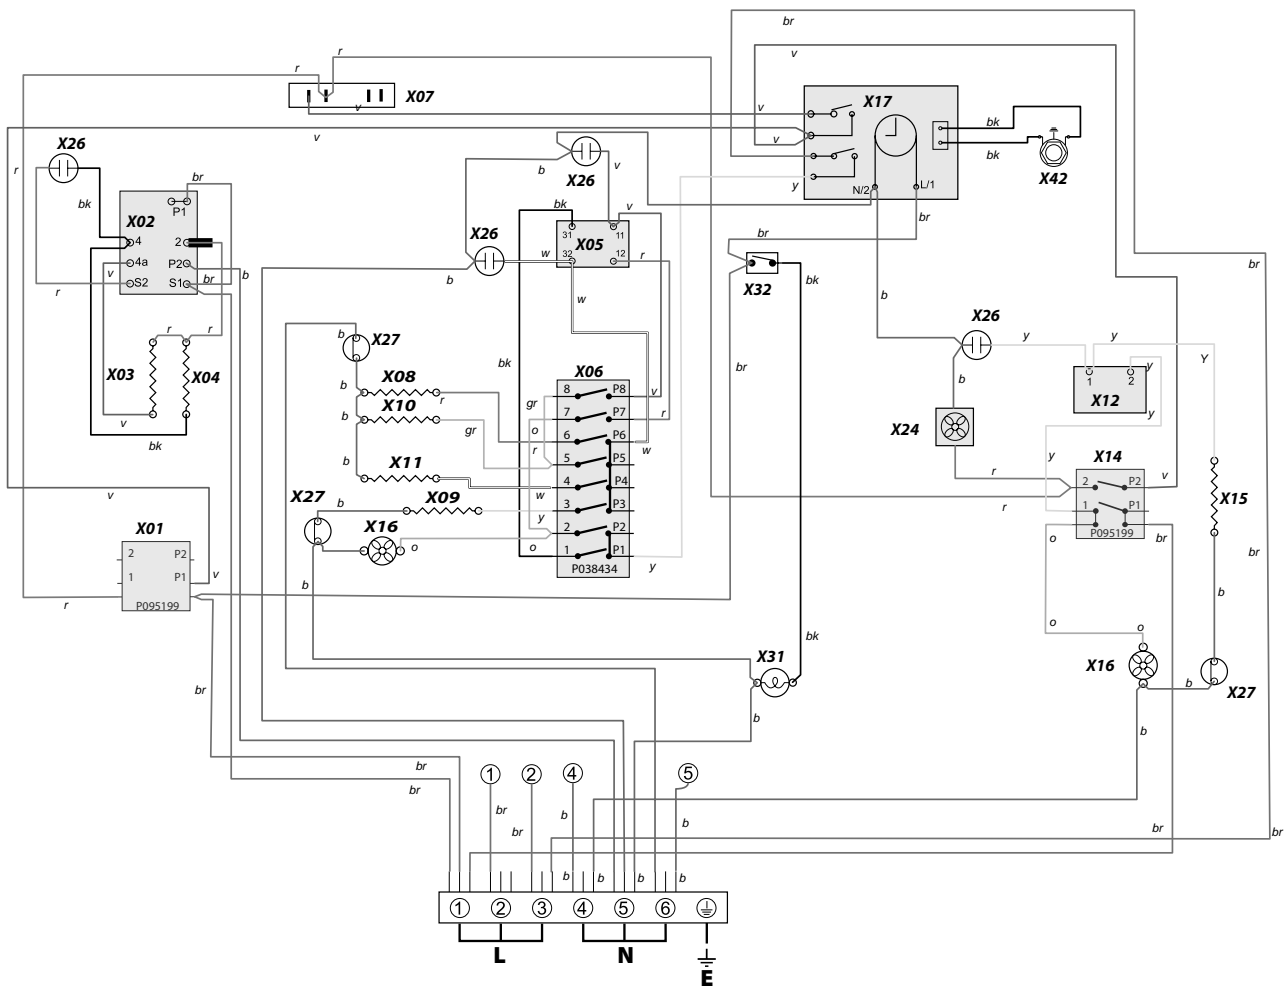 br
r
v
r
X07
v
v
X17
bk
bk
X42
v
v
y
N/2
L/1
br
X26
r
bk
br
P1
X02
4
2
4a
P2
v
S2
S1
br
b
r
r
r
X03
X04
v
bk
b
X26
v
bk
v
31
11
X05
32
12
r
X26
w
b
w
br
X32
bk
b
br
br
X26
y
y
Y
b
1
2
y
X12
y
X24
b
X27
b
X08
r
b
X10
gr
b
X11
w
X27
b
X09
y
X16
o
b
bk
X06
gr
8
P8
v
7
P7
r
o
6
P6
w
r
5
P5
4
P4
3
P3
2
P2
o
1
P1
y
P038434
r
r
y
X14
2
P2
v
1
P1
P095199
o
br
X15
b
br
v
X01
2
P2
1
P1
v
P095199
r
br
bk
X31
b
o
o
X16
b
X27
b
br
br
1
2
4
5
br
br
b
b
br
br
b
b
b
b
1
2
3
4
5
6
L
N
E